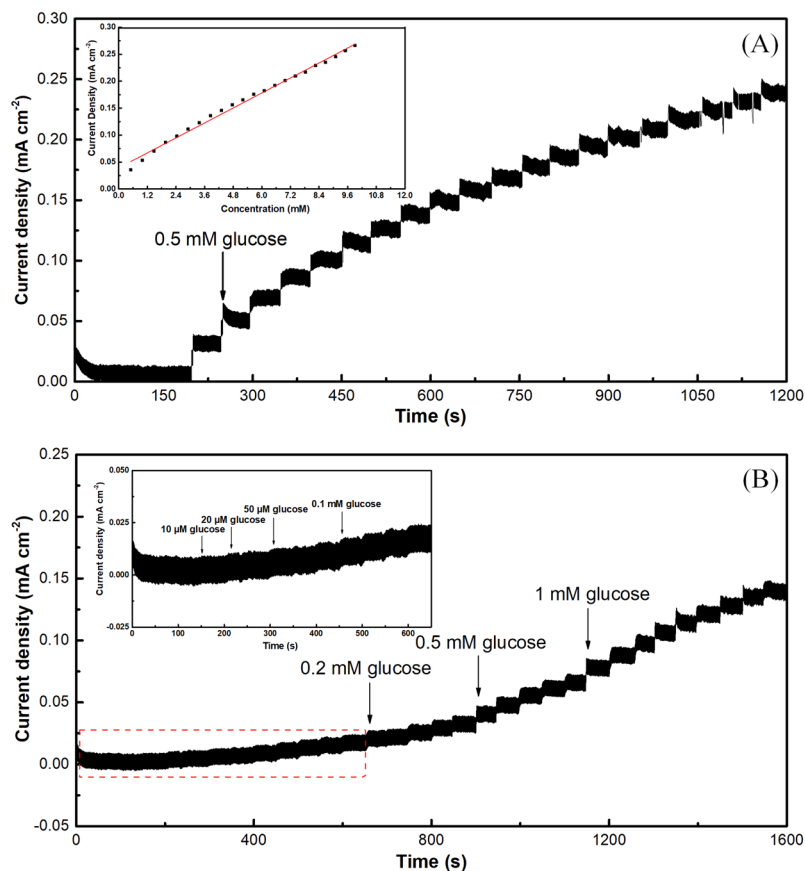 (A)
Current density (mA cm-2)
0.30
0.25
0.20
0.15
0.10
0.05
0.00
Current Density (mA cm-2)
0.30
0.25
0.20
0.15
0.10
0.05
0.00
0.0 1.2 2.4 3.6 4.8 6.0 7.2 8.4 9.6 10.8 12.0
Concentration (mM)
0.5 mM glucose
0 150 300 450 600 750 900 1050 1200
Time (s)
(B)
Current density (mA cm-2)
0.25
0.20
0.15
0.10
0.05
0.00
-0.05
Current density (mA cm-2)
0.050
0.025
0.000
-0.025
10 μM glucose
20 μM glucose
50 μM glucose
0.1 mM glucose
0 100 200 300 400 500 600
Time (s)
0.2 mM glucose
0.5 mM glucose
1 mM glucose
0 400 800 1200 1600
Time (s)